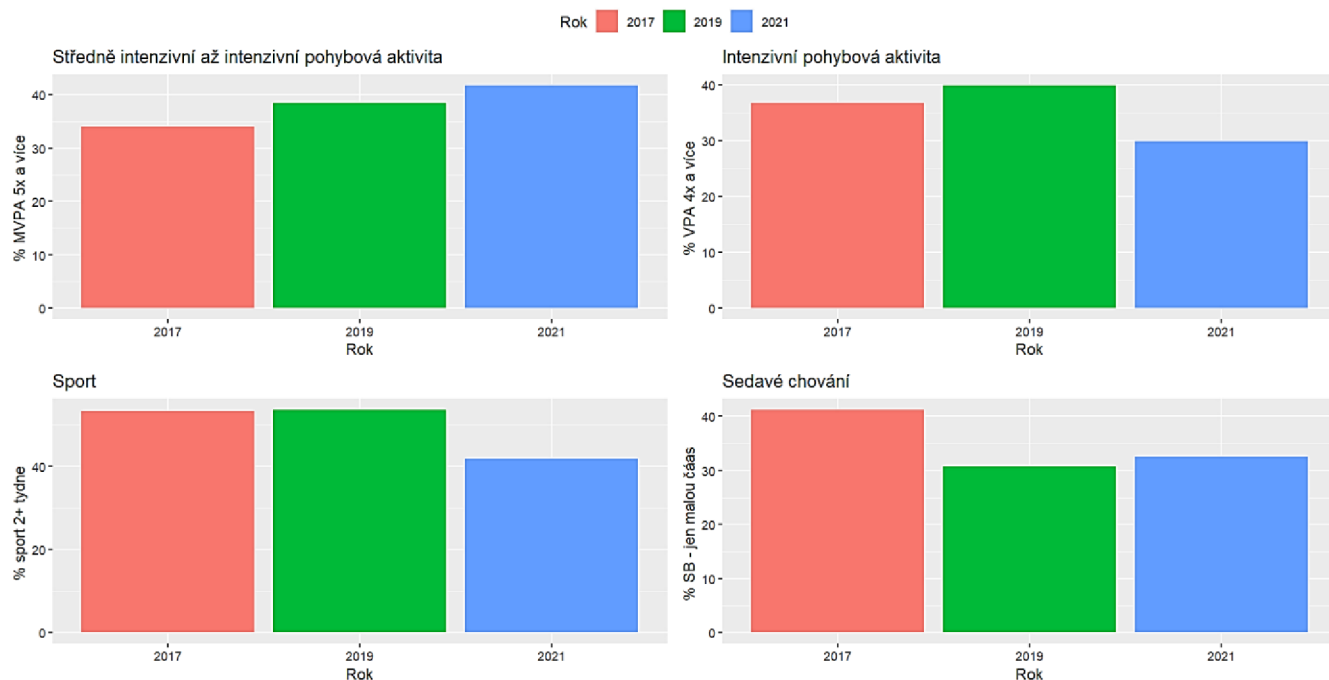 Rok 2017 2019 2021
Středně intenzivní až intenzivní pohybová aktivita
% MVPA 5x a více
40
30
20
10
0
2017 2019 2021
Rok
Intenzivní pohybová aktivita
% VPA 4x a více
40
30
20
10
0
2017 2019 2021
Rok
Sport
% sport 2+ tydne
40
20
0
2017 2019 2021
Rok
Sedavé chování
% SB - jen malou čáas
40
30
20
10
0
2017 2019 2021
Rok